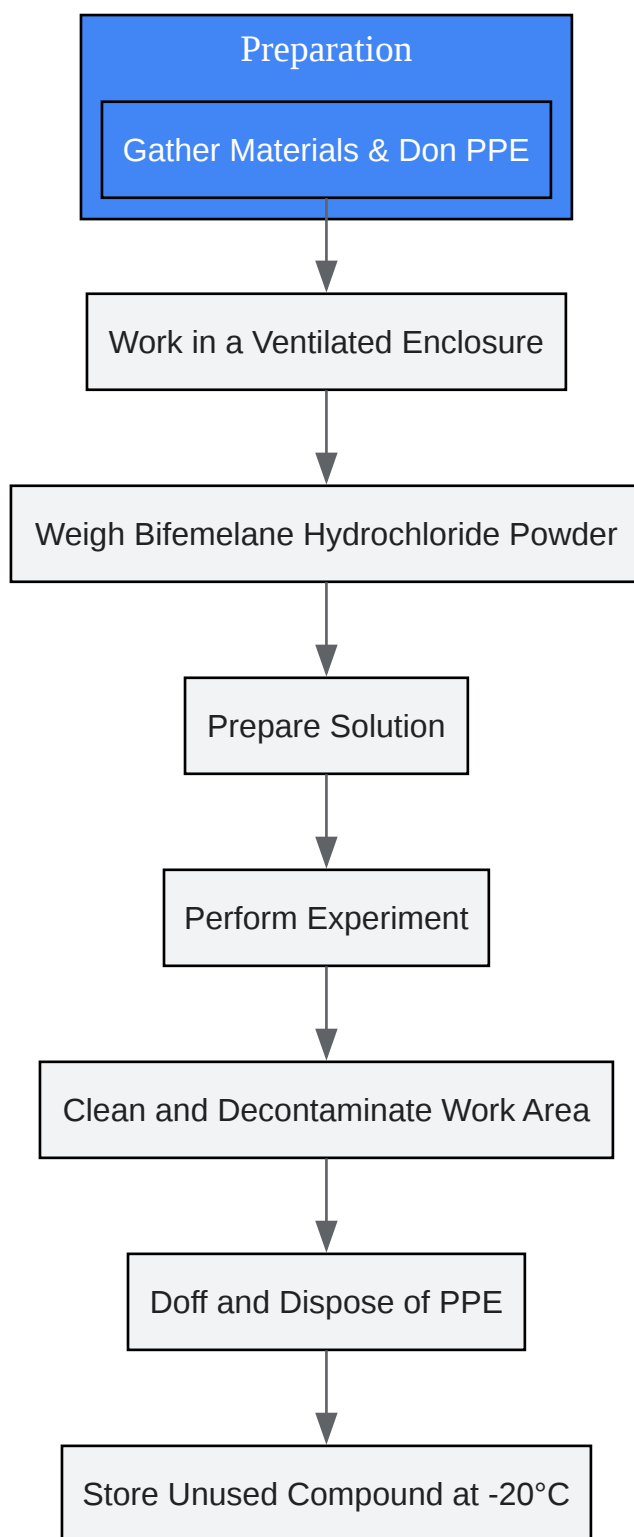 Preparation
Gather Materials & Don PPE
Work in a Ventilated Enclosure
Weigh Bifemelane Hydrochloride Powder
Prepare Solution
Perform Experiment
Clean and Decontaminate Work Area
Doff and Dispose of PPE
Store Unused Compound at -20°C